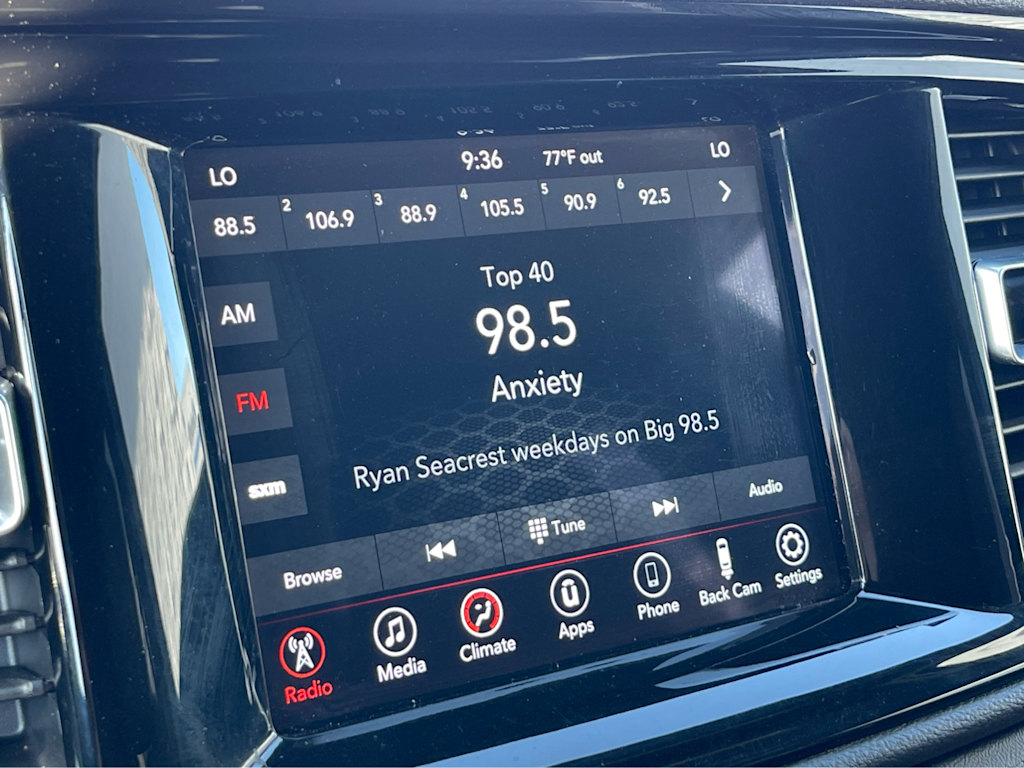 LO 9:36 77°F out LO
88.5 2 106.9 3 88.9 4 105.5 5 90.9 6 92.5
Top 40
AM
98.5
Anxiety
FM
Ryan Seacrest weekdays on Big 98.5
sxm
Browse Tune Audio
Radio Media Climate Apps Phone Back Cam Settings